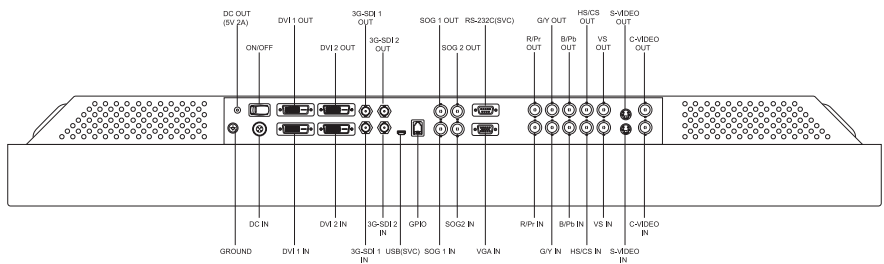 DC OUT
(5V 2A)
ON/OFF
DVI 1 OUT
DVI 2 OUT
3G-SDI 1
OUT
3G-SDI 2
OUT
SOG 1 OUT
SOG 2 OUT
RS-232C(SVC)
R/Pr
OUT
G/Y OUT
B/Pb
OUT
HS/CS
OUT
VS
OUT
S-VIDEO
OUT
C-VIDEO
OUT
GROUND
DC IN
DVI 1 IN
DVI 2 IN
3G-SDI 1
IN
3G-SDI 2
IN
USB(SVC)
GPIO
SOG 1 IN
SOG2 IN
VGA IN
R/Pr IN
G/Y IN
B/Pb IN
HS/CS IN
VS IN
S-VIDEO
IN
C-VIDEO
IN